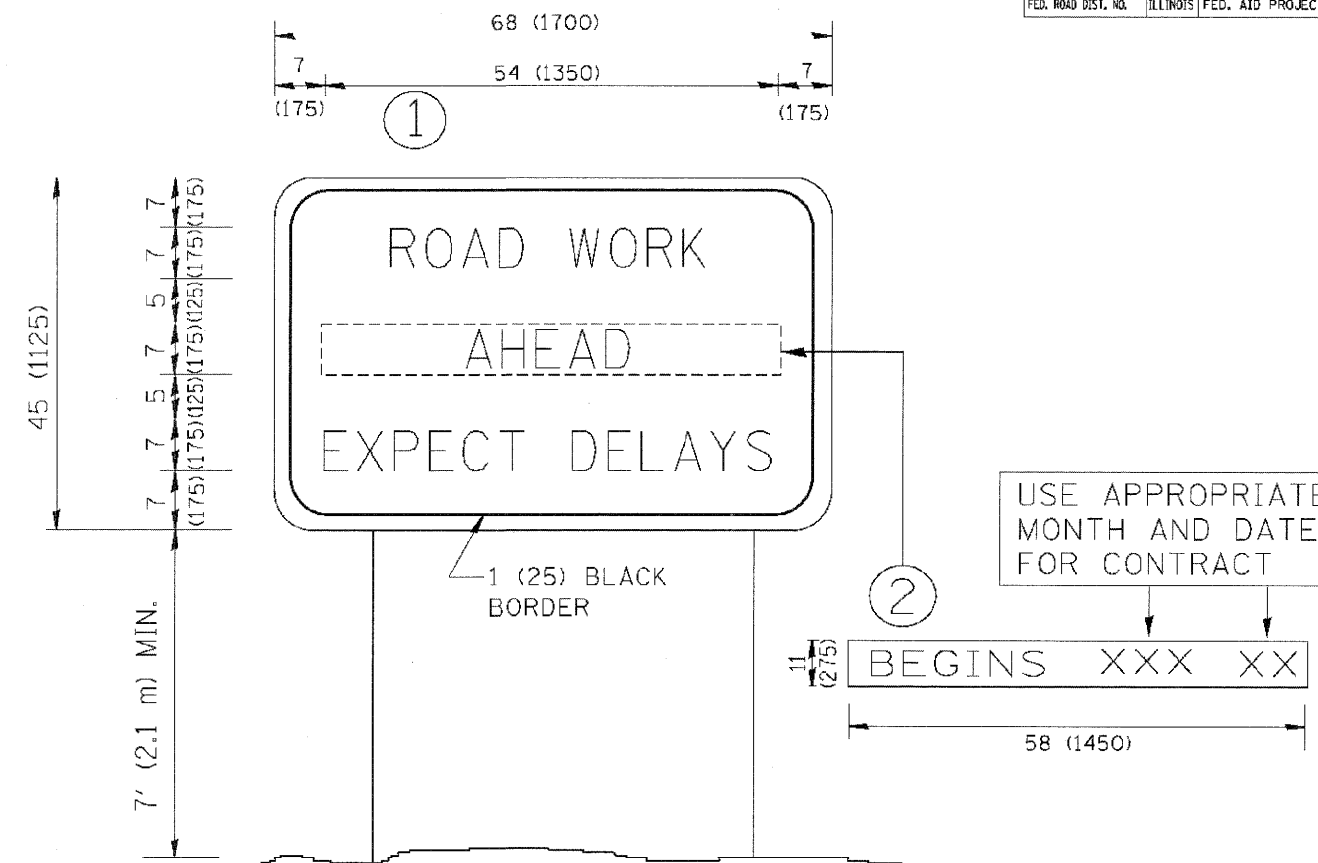 FED. ROAD DIST. NO. ILLINOIS FED. AID PROJEC
68 (1700)
7 54 (1350) 7
(175) (175)
1
45 (1125)
7 (175)
7 (175)
5 (125)
7 (175)
5 (125)
7 (175)
7 (175)
ROAD WORK
AHEAD
EXPECT DELAYS
1 (25) BLACK
BORDER
7' (2.1 m) MIN.
USE APPROPRIATE
MONTH AND DATE
FOR CONTRACT
2
11
(275)
BEGINS XXX XX
58 (1450)